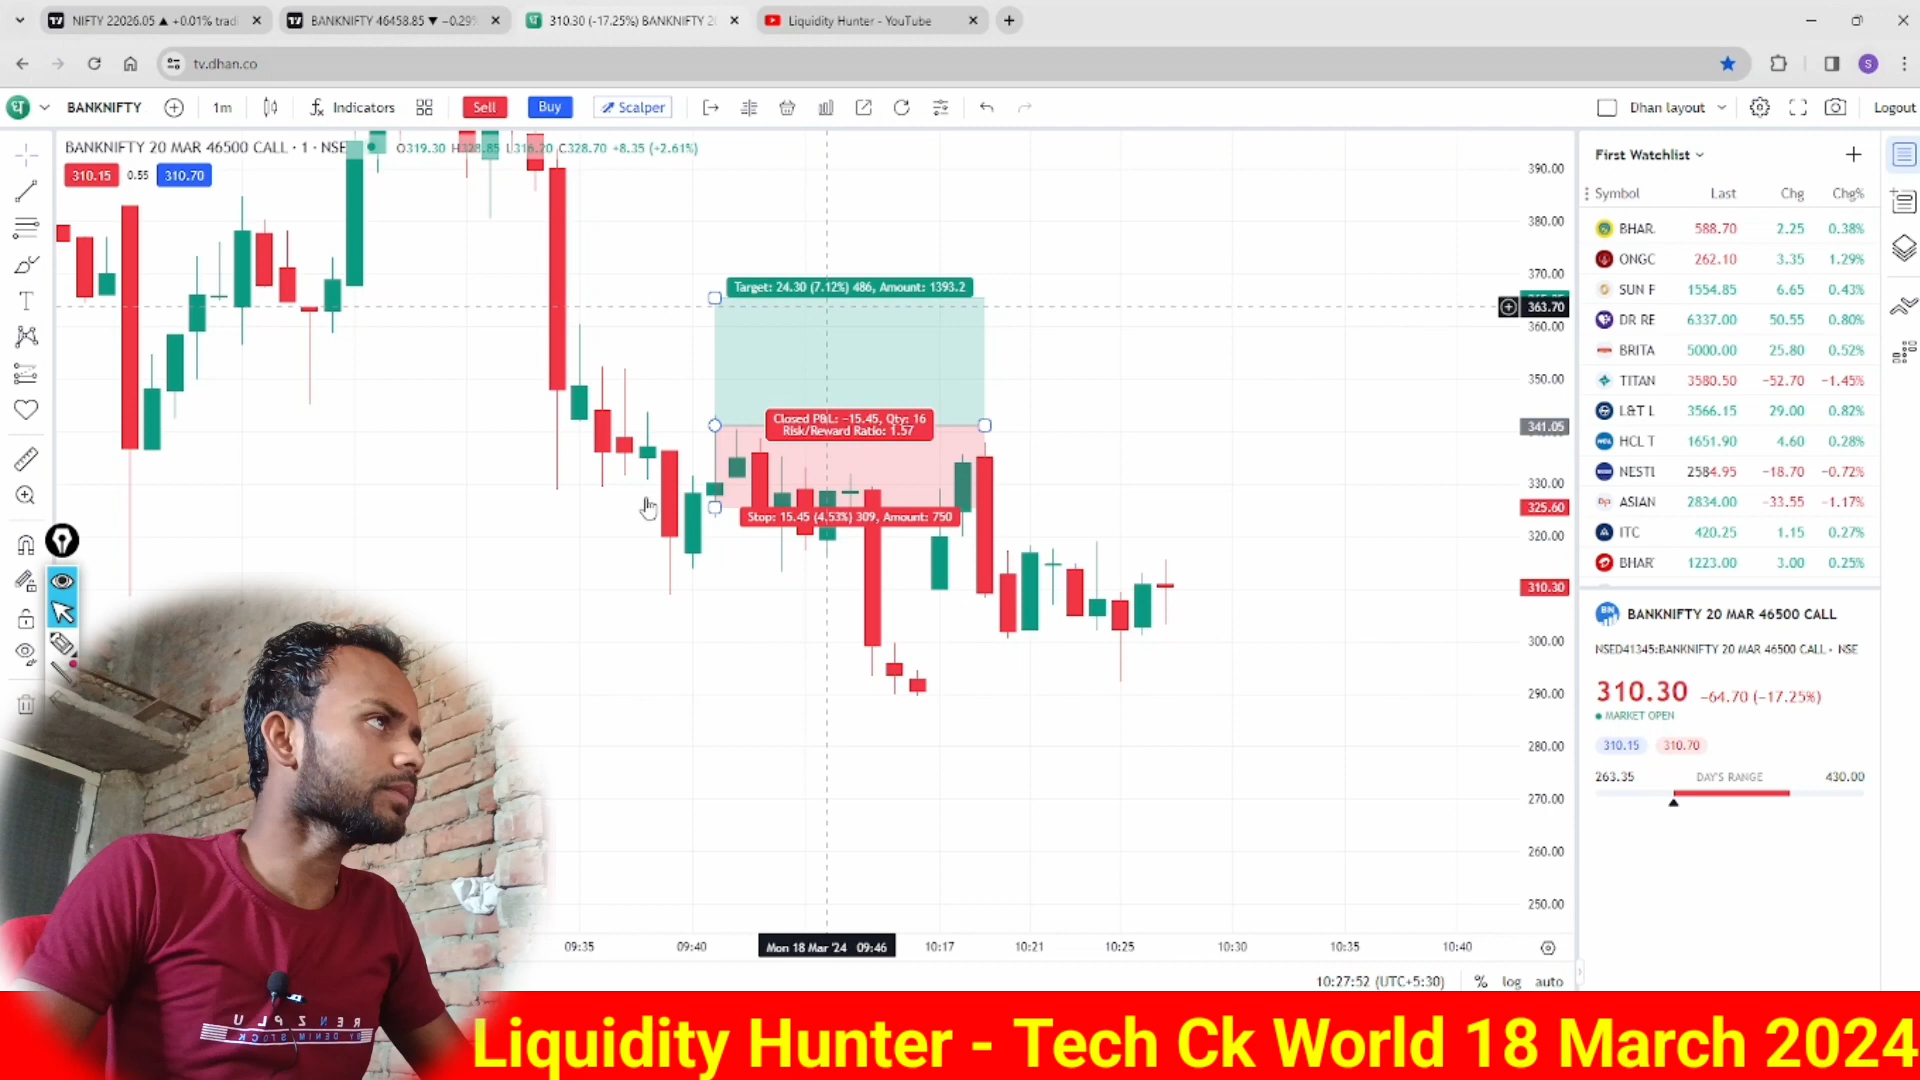 NIFTY 22026.05 ▲ +0.01% tradi
BANKNIFTY 46458.85 ▼ −0.29%
310.30 (-17.25%) BANKNIFTY 20
Liquidity Hunter - YouTube
tv.dhan.co
S
BANKNIFTY
1m
Indicators
Sell
Buy
Scalper
Dhan layout
Logout
BANKNIFTY 20 MAR 46500 CALL · 1 · NSE
O319.30 H328.85 L316.20 C328.70 +8.35 (+2.61%)
310.15
0.55
310.70
Target: 24.30 (7.12%) 486, Amount: 1393.2
Closed P&L: −15.45, Qty: 16
Risk/Reward Ratio: 1.57
Stop: 15.45 (4.53%) 309, Amount: 750
390.00
380.00
370.00
363.70
360.00
350.00
341.05
330.00
325.60
320.00
310.30
300.00
290.00
280.00
270.00
260.00
250.00
09:35
09:40
Mon 18 Mar '24 09:46
10:17
10:21
10:25
10:30
10:35
10:40
10:27:52 (UTC+5:30)
%
log
auto
First Watchlist
Symbol Last Chg Chg%
BHAR. 588.70 2.25 0.38%
ONGC 262.10 3.35 1.29%
SUN F 1554.85 6.65 0.43%
DR RE 6337.00 50.55 0.80%
BRITA 5000.00 25.80 0.52%
TITAN 3580.50 −52.70 −1.45%
L&T L 3566.15 29.00 0.82%
HCL T 1651.90 4.60 0.28%
NESTL 2584.95 −18.70 −0.72%
ASIAN 2834.00 −33.55 −1.17%
ITC 420.25 1.15 0.27%
BHAR 1223.00 3.00 0.25%
BN
BANKNIFTY 20 MAR 46500 CALL
NSED41345:BANKNIFTY 20 MAR 46500 CALL · NSE
310.30 −64.70 (−17.25%)
MARKET OPEN
310.15
310.70
263.35 DAY'S RANGE 430.00
RENZPLU
BY DENIM STOCK
Liquidity Hunter - Tech Ck World 18 March 2024